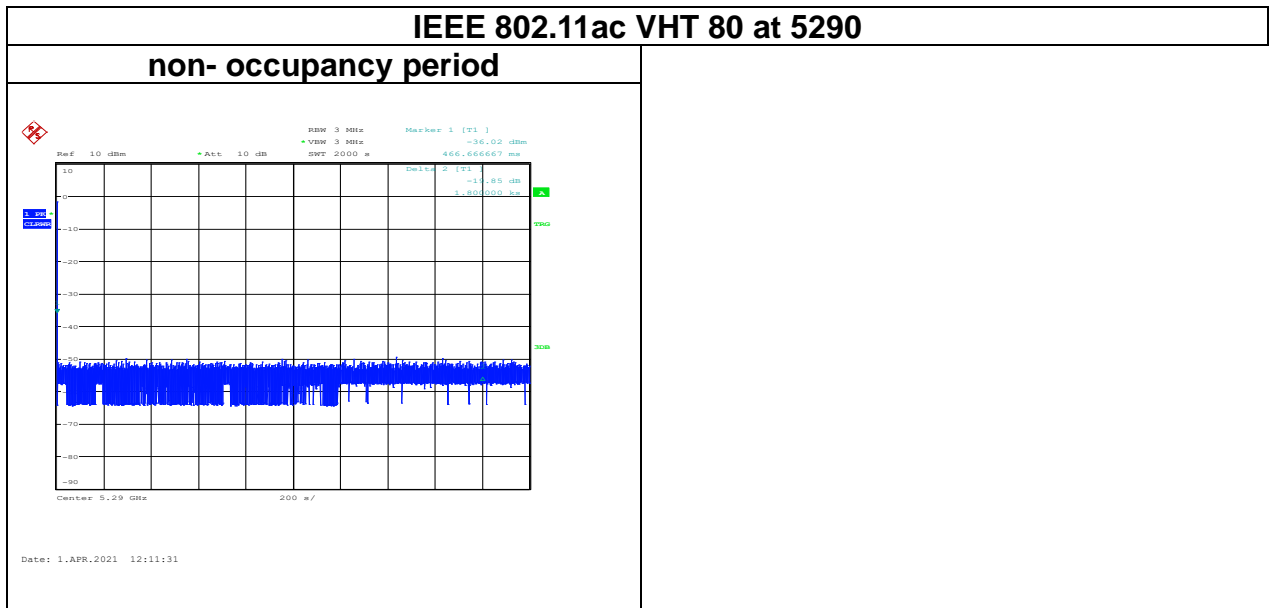 IEEE 802.11ac VHT 80 at 5290
non- occupancy period
R/S
RBW 3 MHz Marker 1 [T1 ]
*VBW 3 MHz -36.02 dBm
Ref 10 dBm *Att 10 dB SWT 2000 s 466.666667 ms
10 Delta 2 [T1 ]
-19.85 dB
1.800000 ks A
0
1 PK *
CLRWR
TRG
-10
-20
-30
-40
3DB
-50
-70
-80
-90
Center 5.29 GHz 200 s/
Date: 1.APR.2021 12:11:31